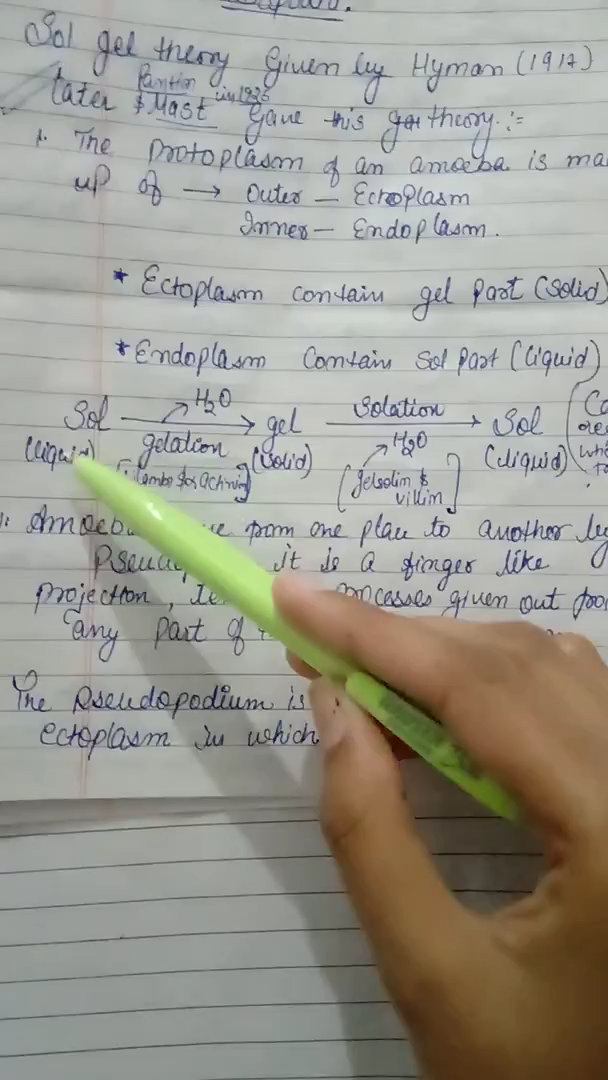 Sol gel theory Given by Hyman (1917)
Pantin in 1923
later & Mast Gave this theory :=
1. The protoplasm of an amoeba is ma
up of → Outer — Ectoplasm
Inner — Endoplasm.
* Ectoplasm contain gel part (solid)
* Endoplasm contain Sol part (liquid)
Sol → H2O gel Solation → Sol
(liquid) gelation (solid) H2O (liquid)
gelsolin &
villin
from one place to another by
it is a finger like
projection, processes given out
any part of
The Pseudopodium is
ectoplasm in which